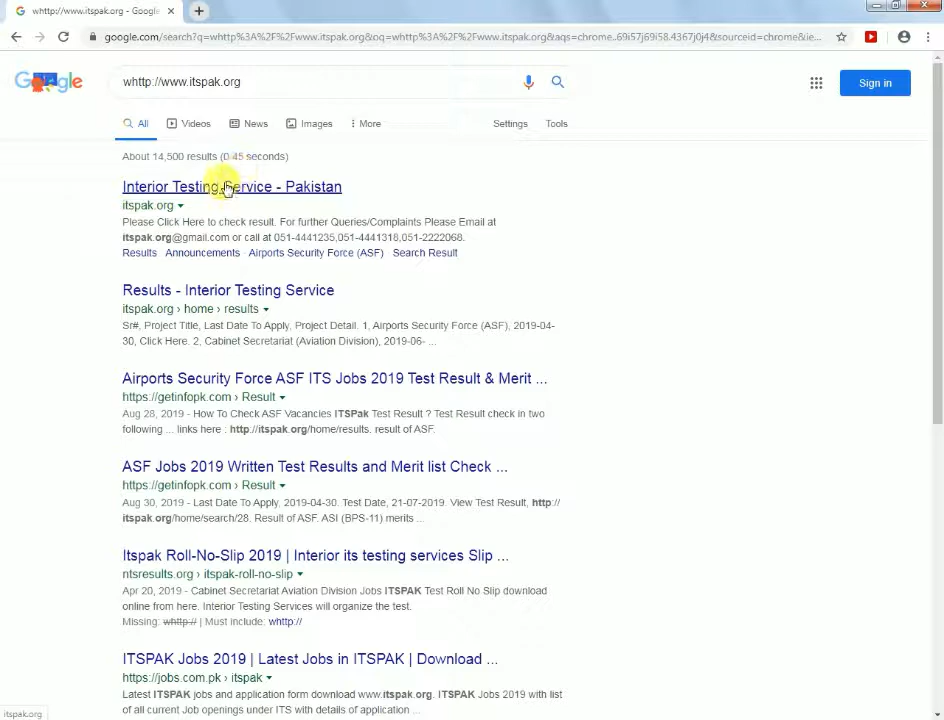 whttp://www.itspak.org - Google
google.com/search?q=whttp%3A%2F%2Fwww.itspak.org&oq=whttp%3A%2F%2Fwww.itspak.org&aqs=chrome..69i57j69i58.4367j0j4&sourceid=chrome&ie...
Google
whttp://www.itspak.org
Sign in
All Videos News Images More Settings Tools
About 14,500 results (0.45 seconds)
Interior Testing Service - Pakistan
itspak.org
Please Click Here to check result. For further Queries/Complaints Please Email at
itspak.org@gmail.com or call at 051-4441235,051-4441318,051-2222068.
Results · Announcements · Airports Security Force (ASF) · Search Result
Results - Interior Testing Service
itspak.org › home › results
Sr#, Project Title, Last Date To Apply, Project Detail. 1, Airports Security Force (ASF), 2019-04-
30, Click Here. 2, Cabinet Secretariat (Aviation Division), 2019-06- ...
Airports Security Force ASF ITS Jobs 2019 Test Result & Merit ...
https://getinfopk.com › Result
Aug 28, 2019 - How To Check ASF Vacancies ITSPak Test Result ? Test Result check in two
following ... links here : http://itspak.org/home/results. result of ASF.
ASF Jobs 2019 Written Test Results and Merit list Check ...
https://getinfopk.com › Result
Aug 30, 2019 - Last Date To Apply, 2019-04-30. Test Date, 21-07-2019. View Test Result, http://
itspak.org/home/search/28. Result of ASF. ASI (BPS-11) merits ...
Itspak Roll-No-Slip 2019 | Interior its testing services Slip ...
ntsresults.org › itspak-roll-no-slip
Apr 20, 2019 - Cabinet Secretariat Aviation Division Jobs ITSPAK Test Roll No Slip download
online from here. Interior Testing Services will organize the test.
Missing: whttp:// | Must include: whttp://
ITSPAK Jobs 2019 | Latest Jobs in ITSPAK | Download ...
https://jobs.com.pk › itspak
Latest ITSPAK jobs and application form download www.itspak.org. ITSPAK Jobs 2019 with list
of all current Job openings under ITS with details of application ...
itspak.org